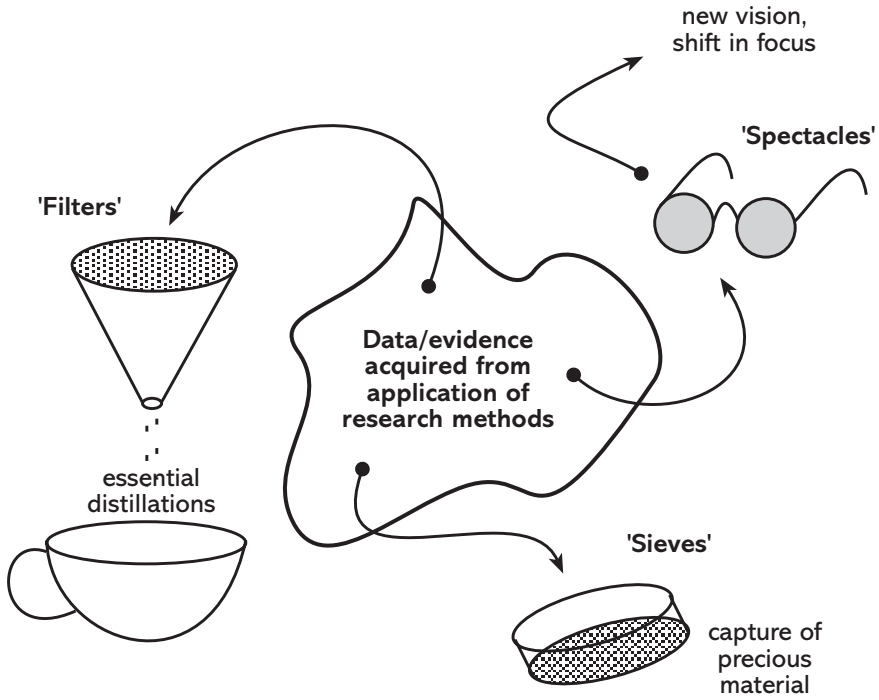 new vision,
shift in focus
'Spectacles'
'Filters'
Data/evidence
acquired from
application of
research methods
essential
distillations
'Sieves'
capture of
precious
material